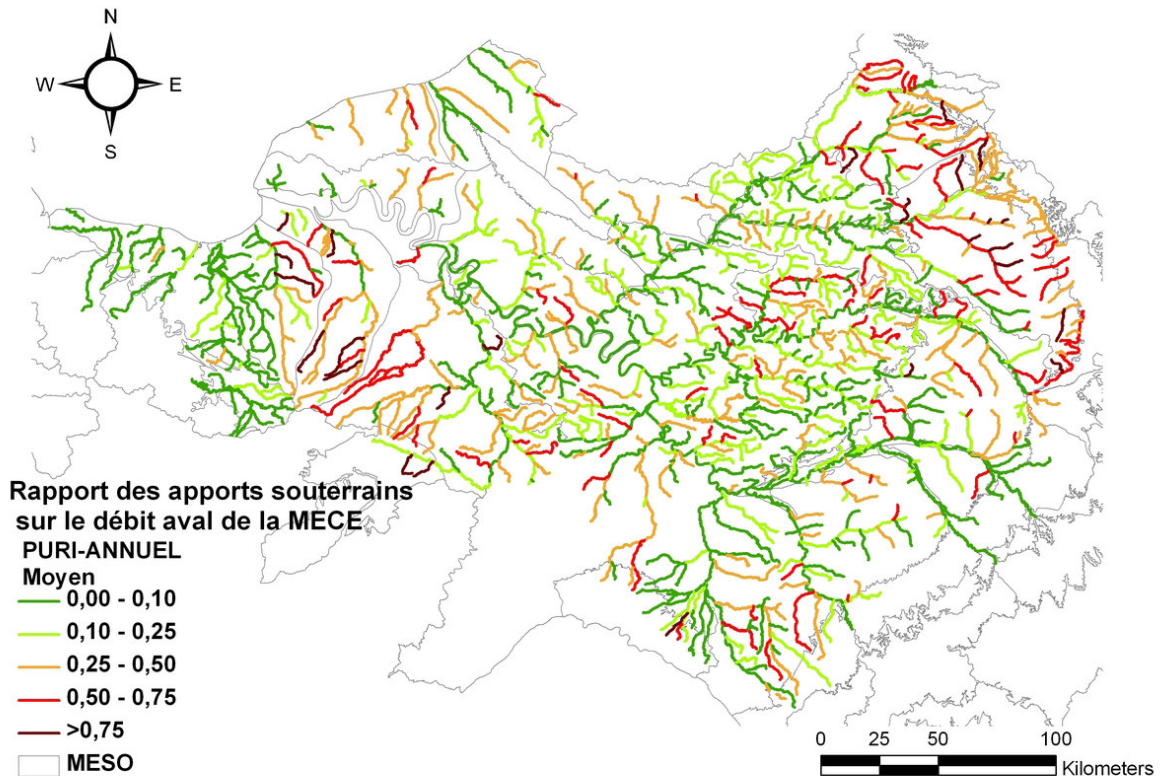 N
W E
S
Rapport des apports souterrains
sur le débit aval de la MECE
PURI-ANNUEL
Moyen
0,00 - 0,10
0,10 - 0,25
0,25 - 0,50
0,50 - 0,75
>0,75
MESO
0 25 50 100
Kilometers